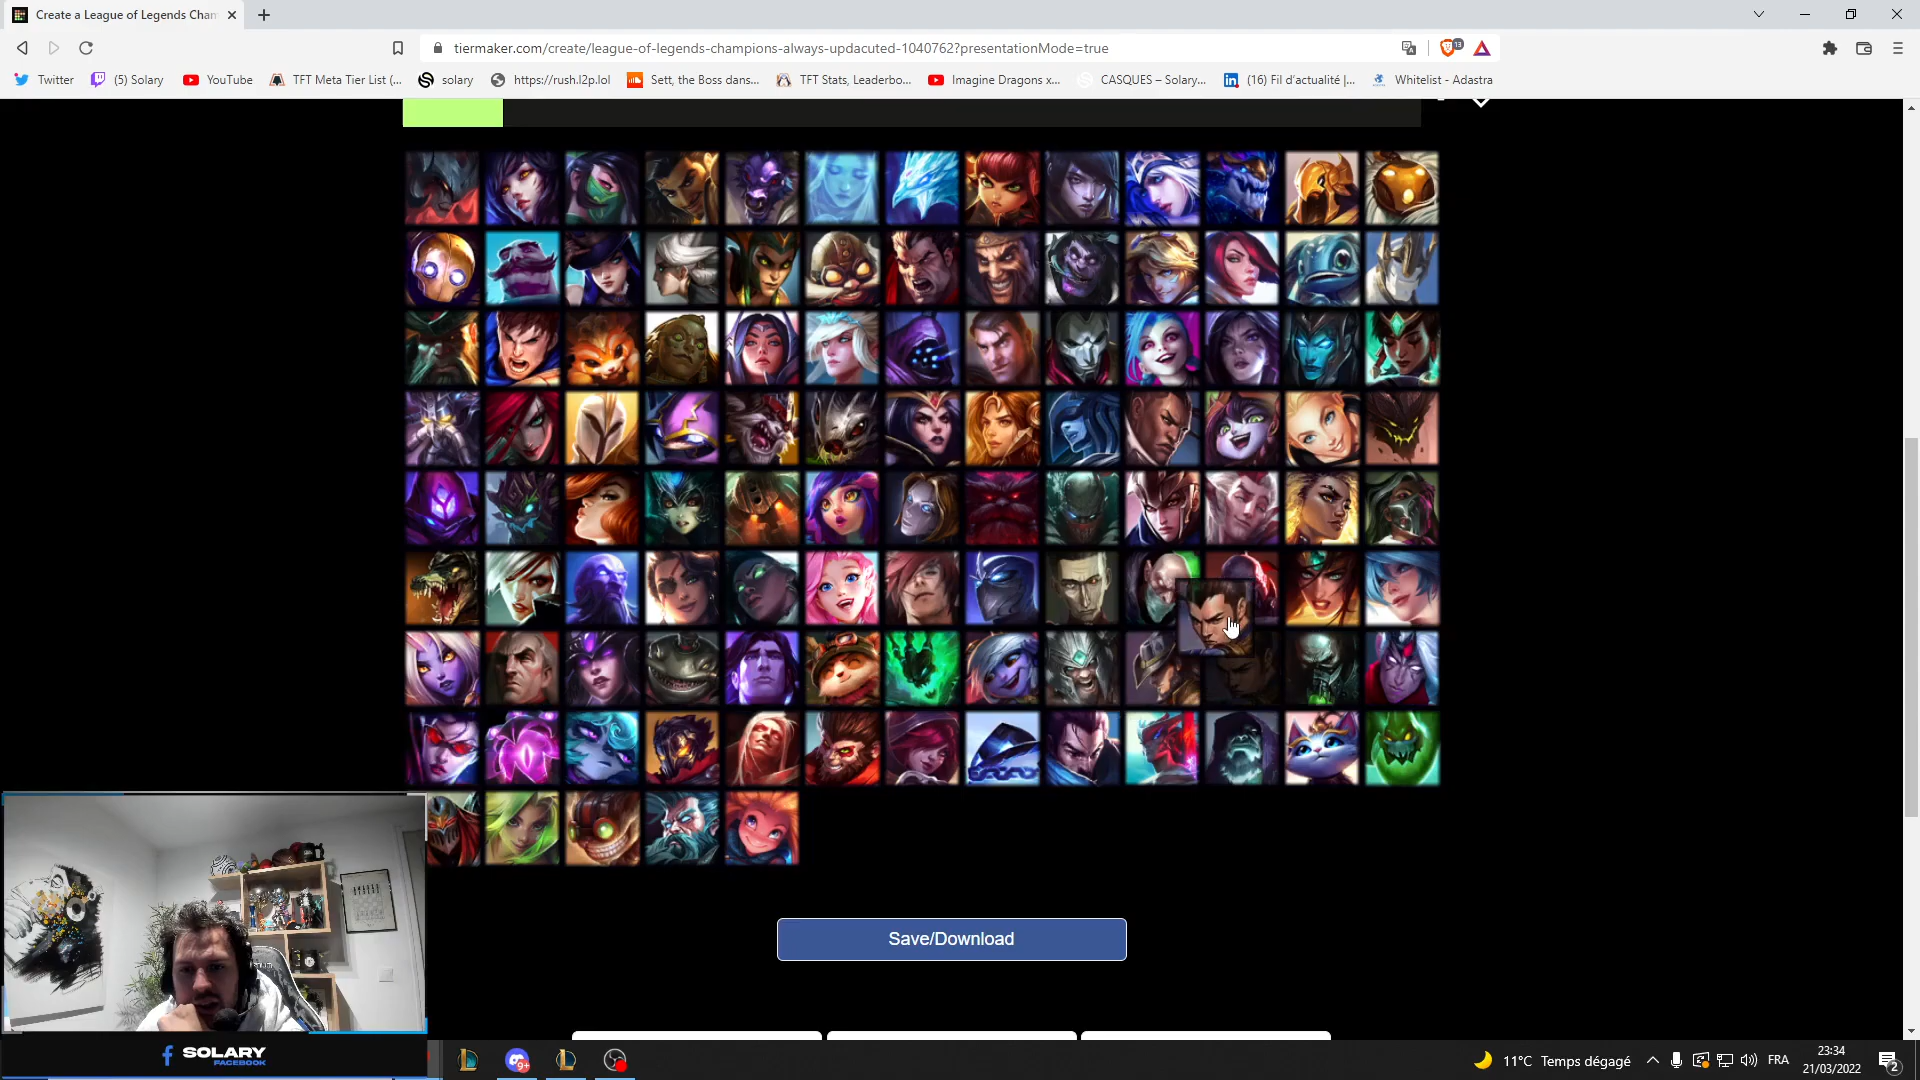 Create a League of Legends Cham
tiermaker.com/create/league-of-legends-champions-always-updacuted-1040762?presentationMode=true
13
Twitter
(5) Solary
YouTube
TFT Meta Tier List (...
solary
https://rush.l2p.lol
Sett, the Boss dans...
TFT Stats, Leaderbo...
Imagine Dragons x...
CASQUES – Solary...
(16) Fil d'actualité |...
Whitelist - Adastra
Save/Download
SOLARY
FACEBOOK
9+
11°C Temps dégagé
FRA
23:34
21/03/2022
2